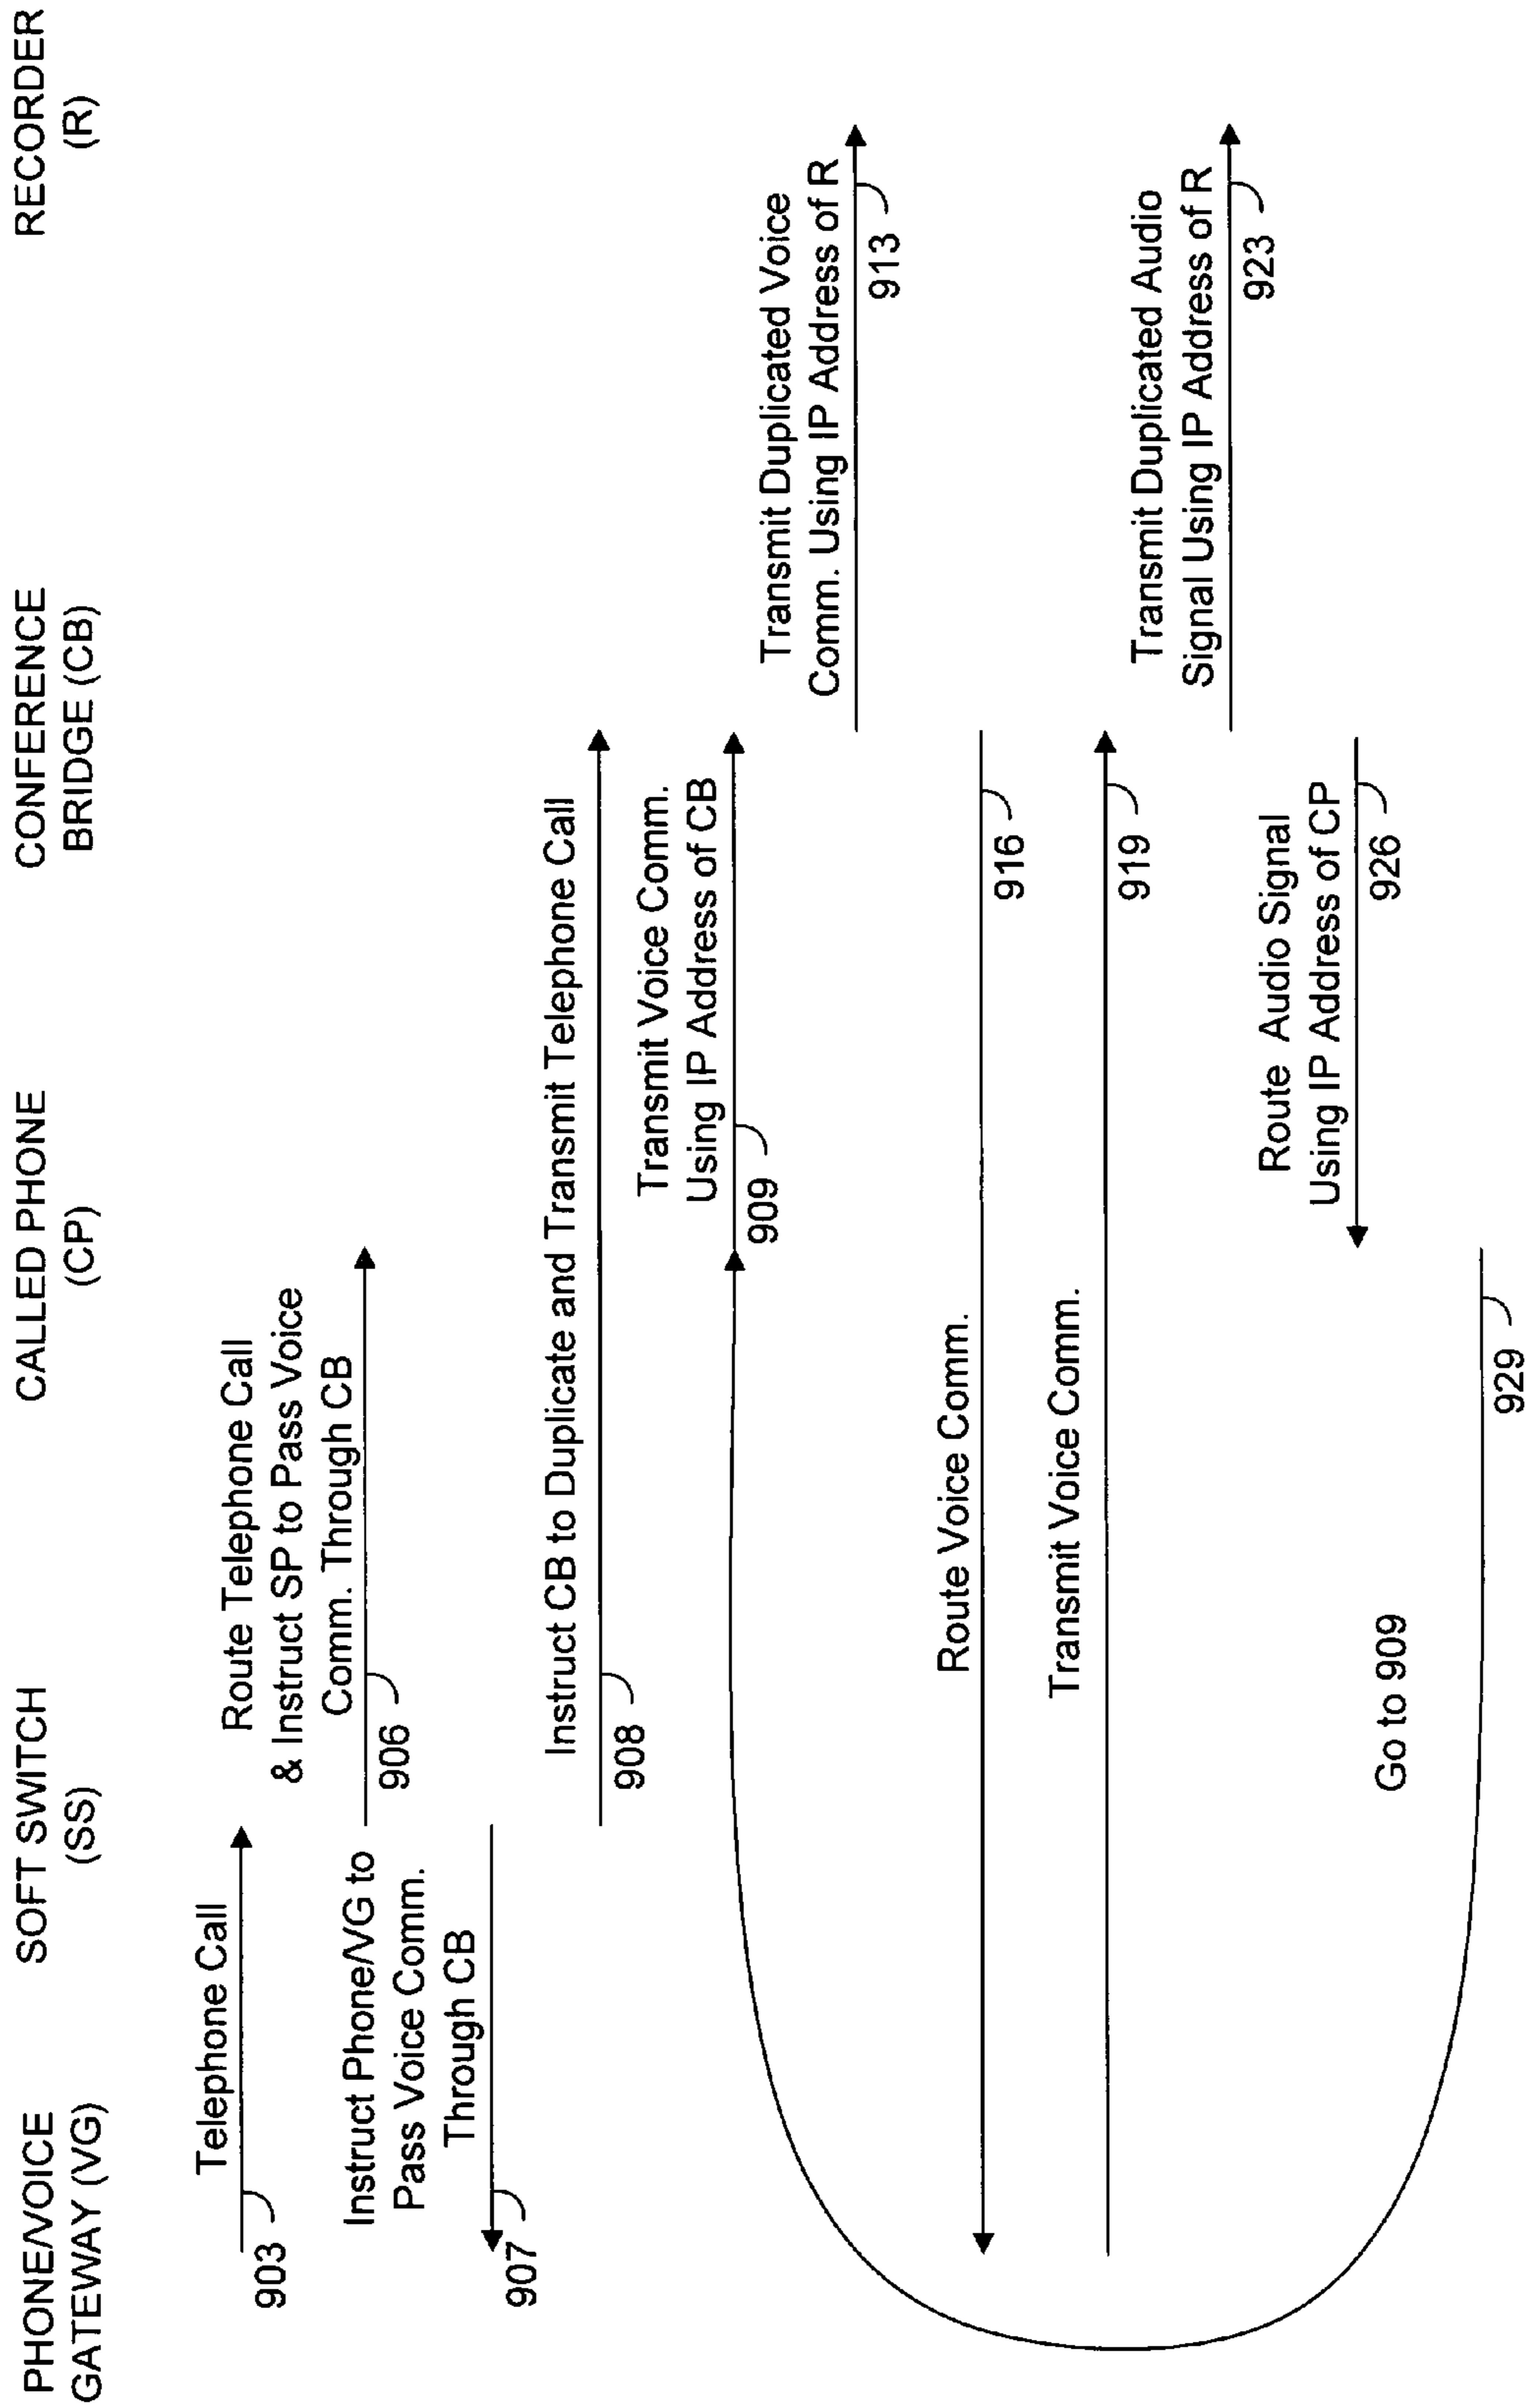 PHONE/VOICE
GATEWAY (VG)
SOFT SWITCH
(SS)
CALLED PHONE
(CP)
CONFERENCE
BRIDGE (CB)
RECORDER
(R)
Telephone Call
903
Route Telephone Call
& Instruct SP to Pass Voice
Comm. Through CB
906
Instruct Phone/VG to
Pass Voice Comm.
Through CB
907
Instruct CB to Duplicate and Transmit Telephone Call
908
Transmit Voice Comm.
Using IP Address of CB
909
Transmit Duplicated Voice
Comm. Using IP Address of R
913
Route Voice Comm.
916
Transmit Voice Comm.
919
Transmit Duplicated Audio
Signal Using IP Address of R
923
Route Audio Signal
Using IP Address of CP
926
Go to 909
929